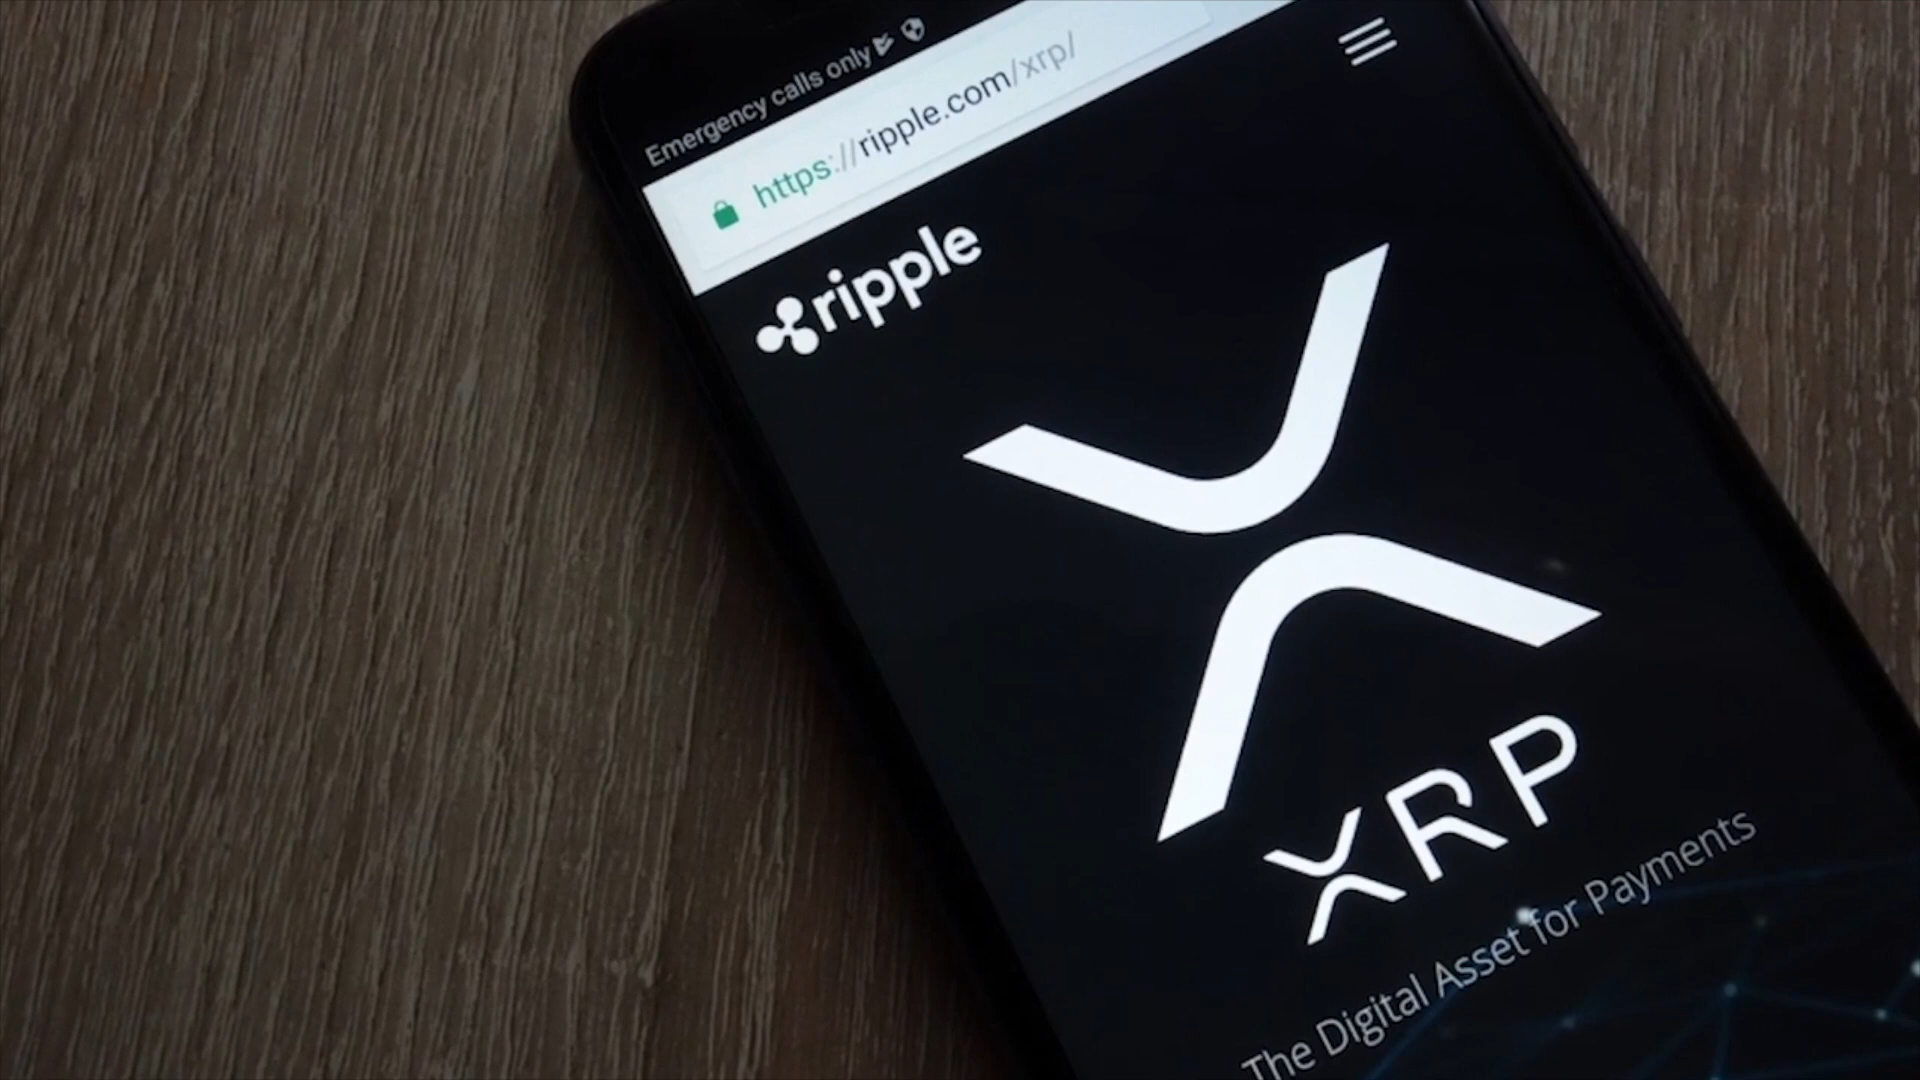 Emergency calls only
https://ripple.com/xrp/
ripple
XRP
The Digital Asset for Payments